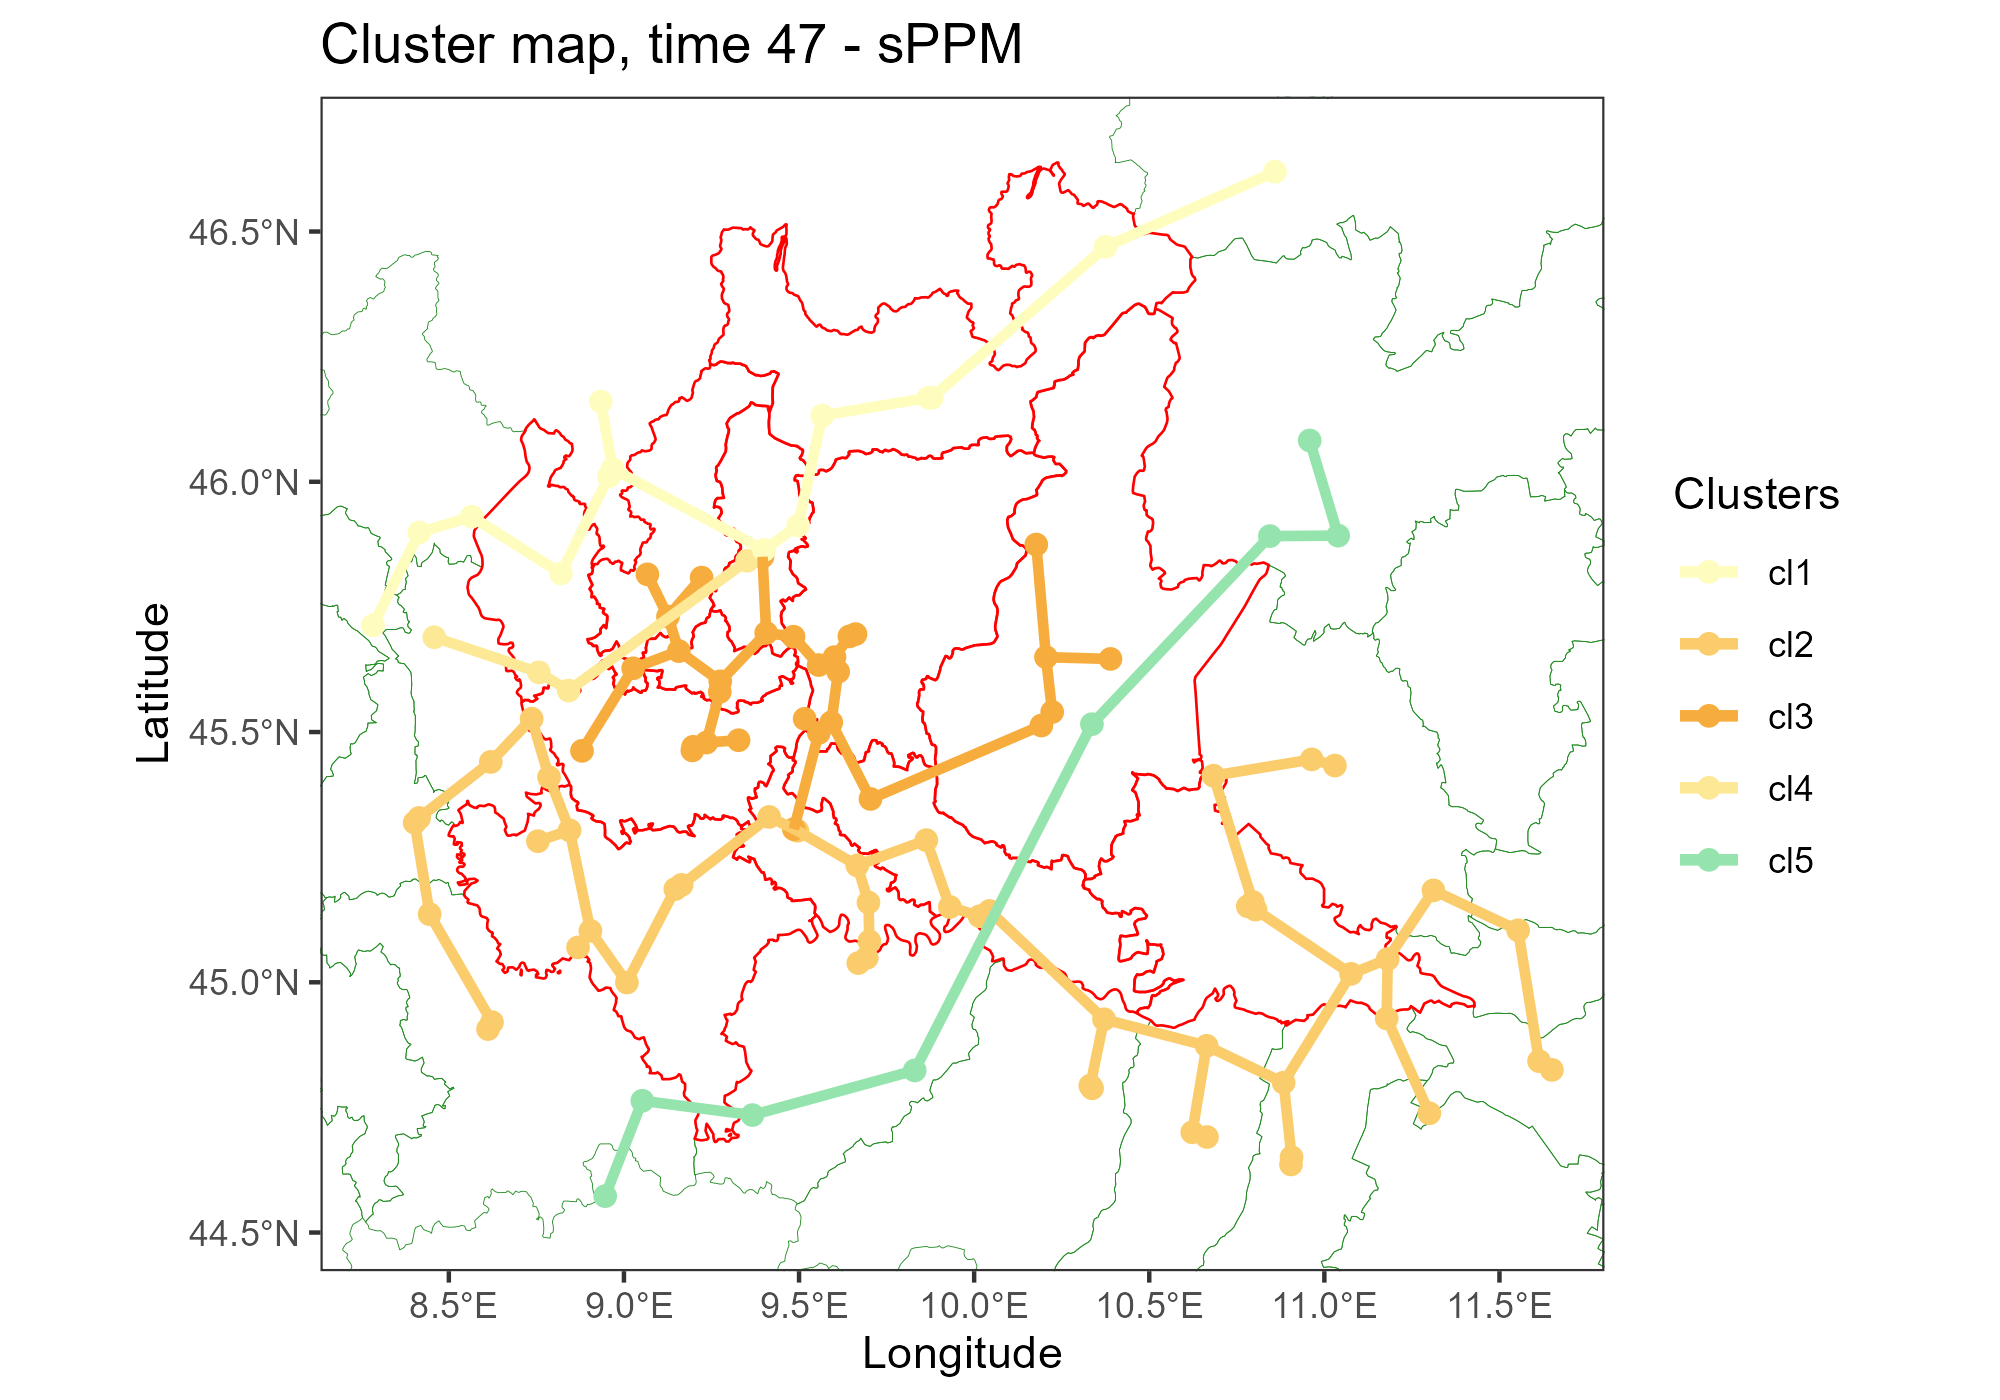 Cluster map, time 47 - sPPM
46.5°N
46.0°N
45.5°N
45.0°N
44.5°N
Latitude
8.5°E 9.0°E 9.5°E 10.0°E 10.5°E 11.0°E 11.5°E
Longitude
Clusters
cl1
cl2
cl3
cl4
cl5